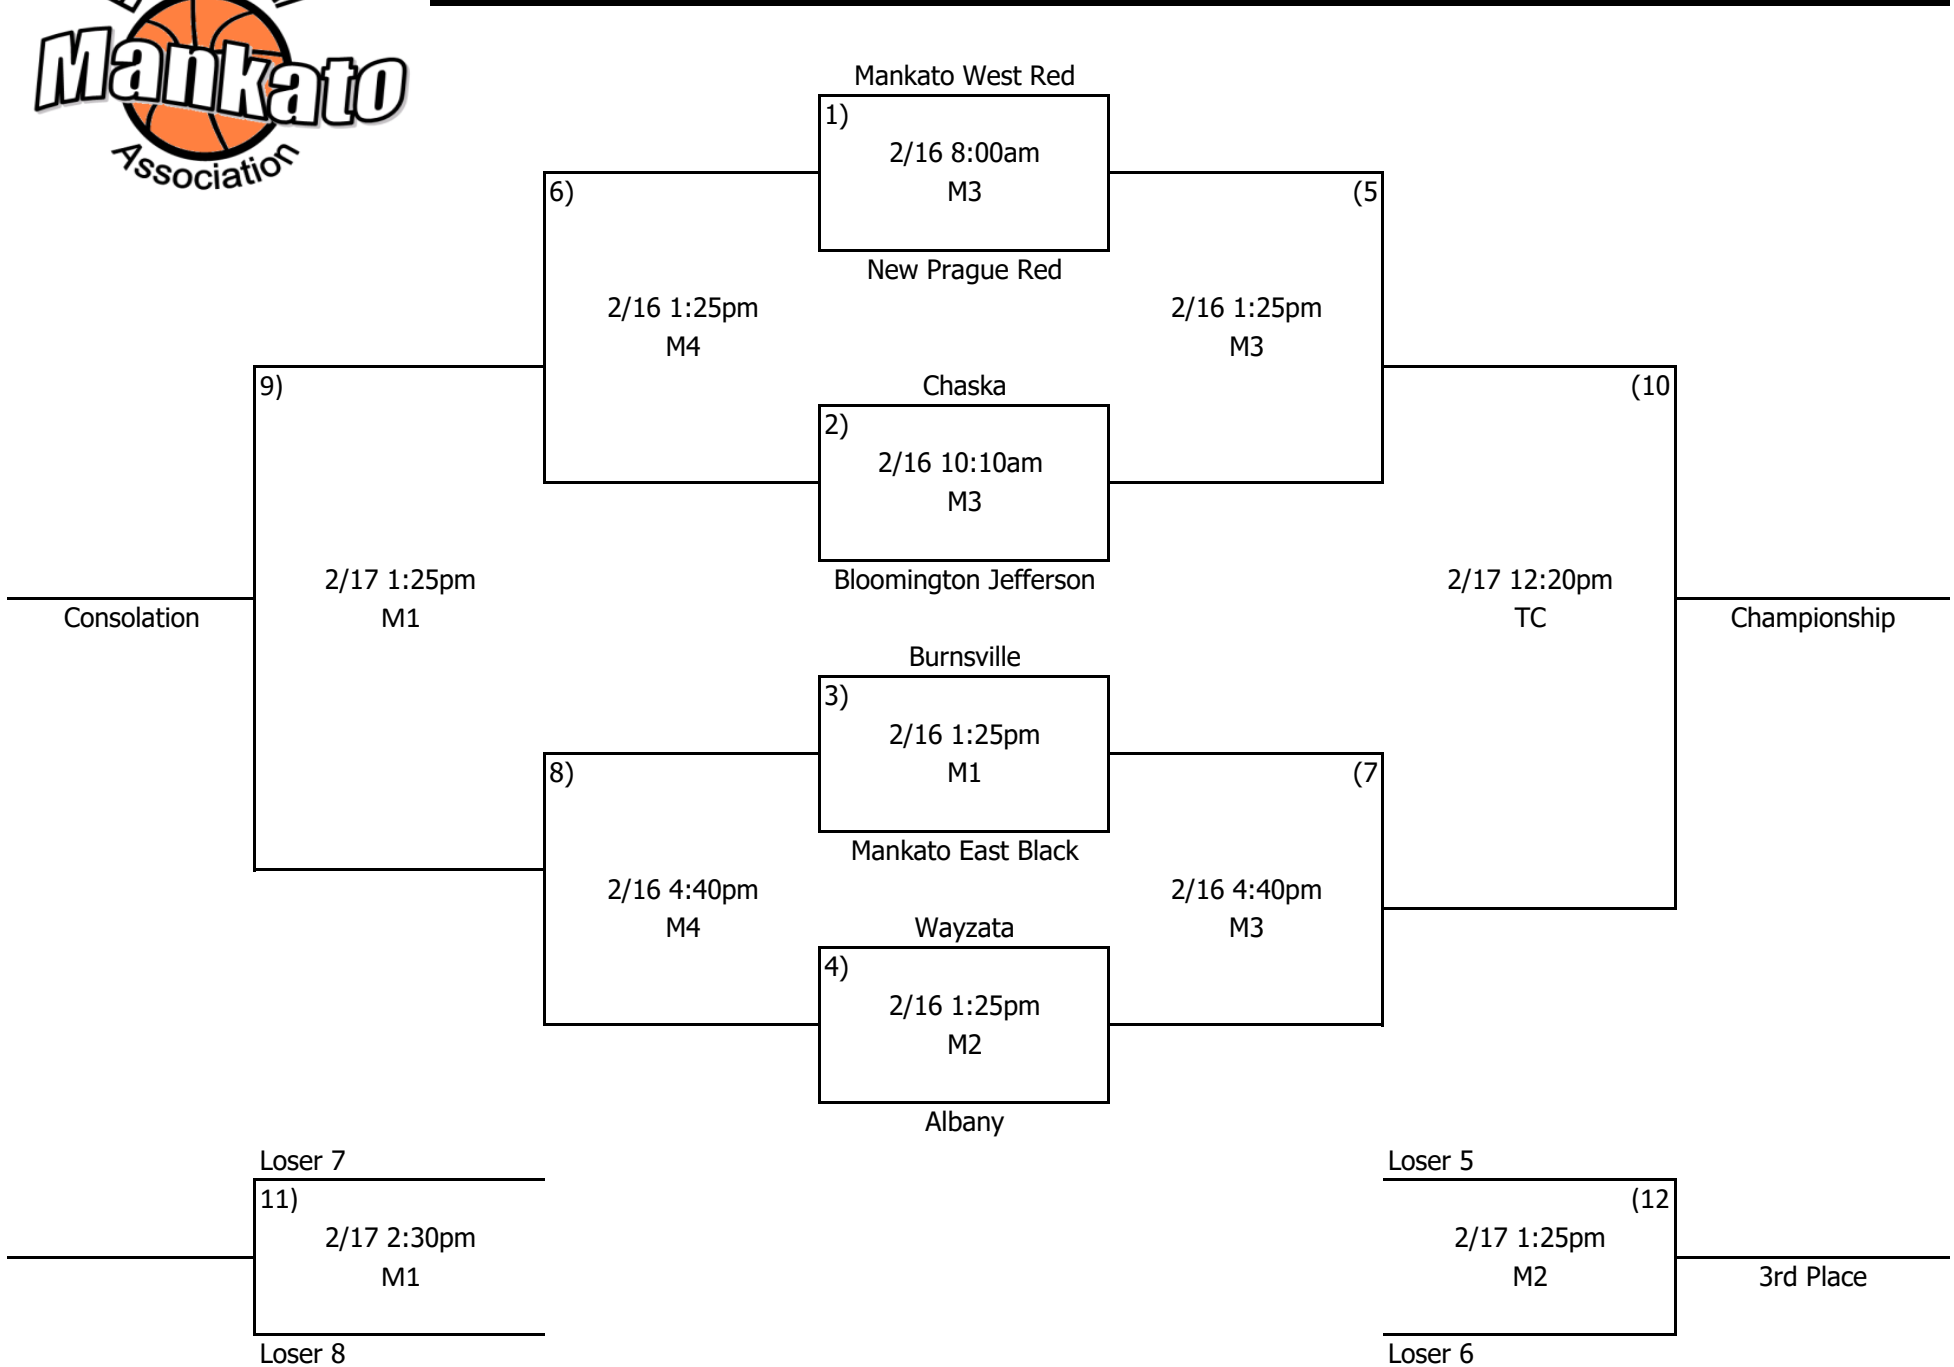 Mankato
Association
Mankato West Red
1)
2/16 8:00am
M3
6)
(5
New Prague Red
2/16 1:25pm
M4
2/16 1:25pm
M3
Chaska
9)
(10
2)
2/16 10:10am
M3
Bloomington Jefferson
2/17 1:25pm
M1
Consolation
2/17 12:20pm
TC
Championship
Burnsville
3)
2/16 1:25pm
M1
8)
(7
Mankato East Black
2/16 4:40pm
M4
2/16 4:40pm
M3
Wayzata
4)
2/16 1:25pm
M2
Albany
Loser 7
11)
2/17 2:30pm
M1
Loser 8
Loser 5
(12
2/17 1:25pm
M2
3rd Place
Loser 6